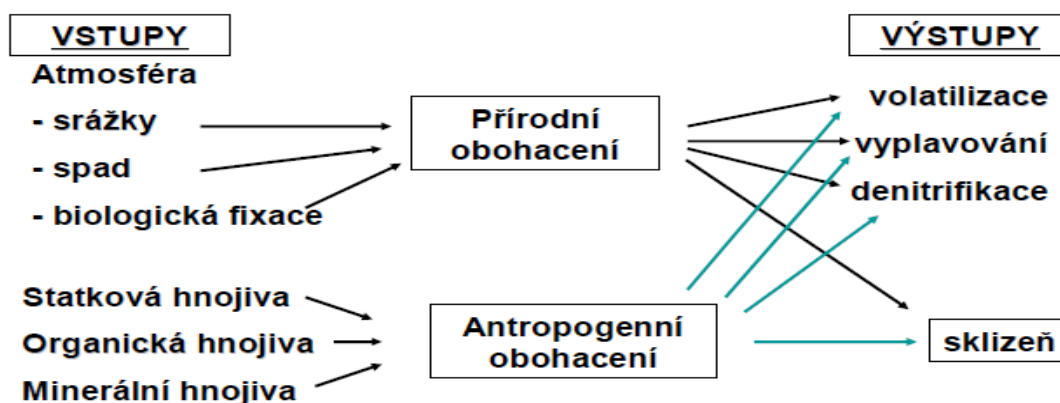 VSTUPY
Atmosféra
- srážky
- spad
- biologická fixace
Statková hnojiva
Organická hnojiva
Minerální hnojiva
Přírodní
obohacení
Antropogenní
obohacení
VÝSTUPY
volatilizace
vyplavování
denitrifikace
sklizeň